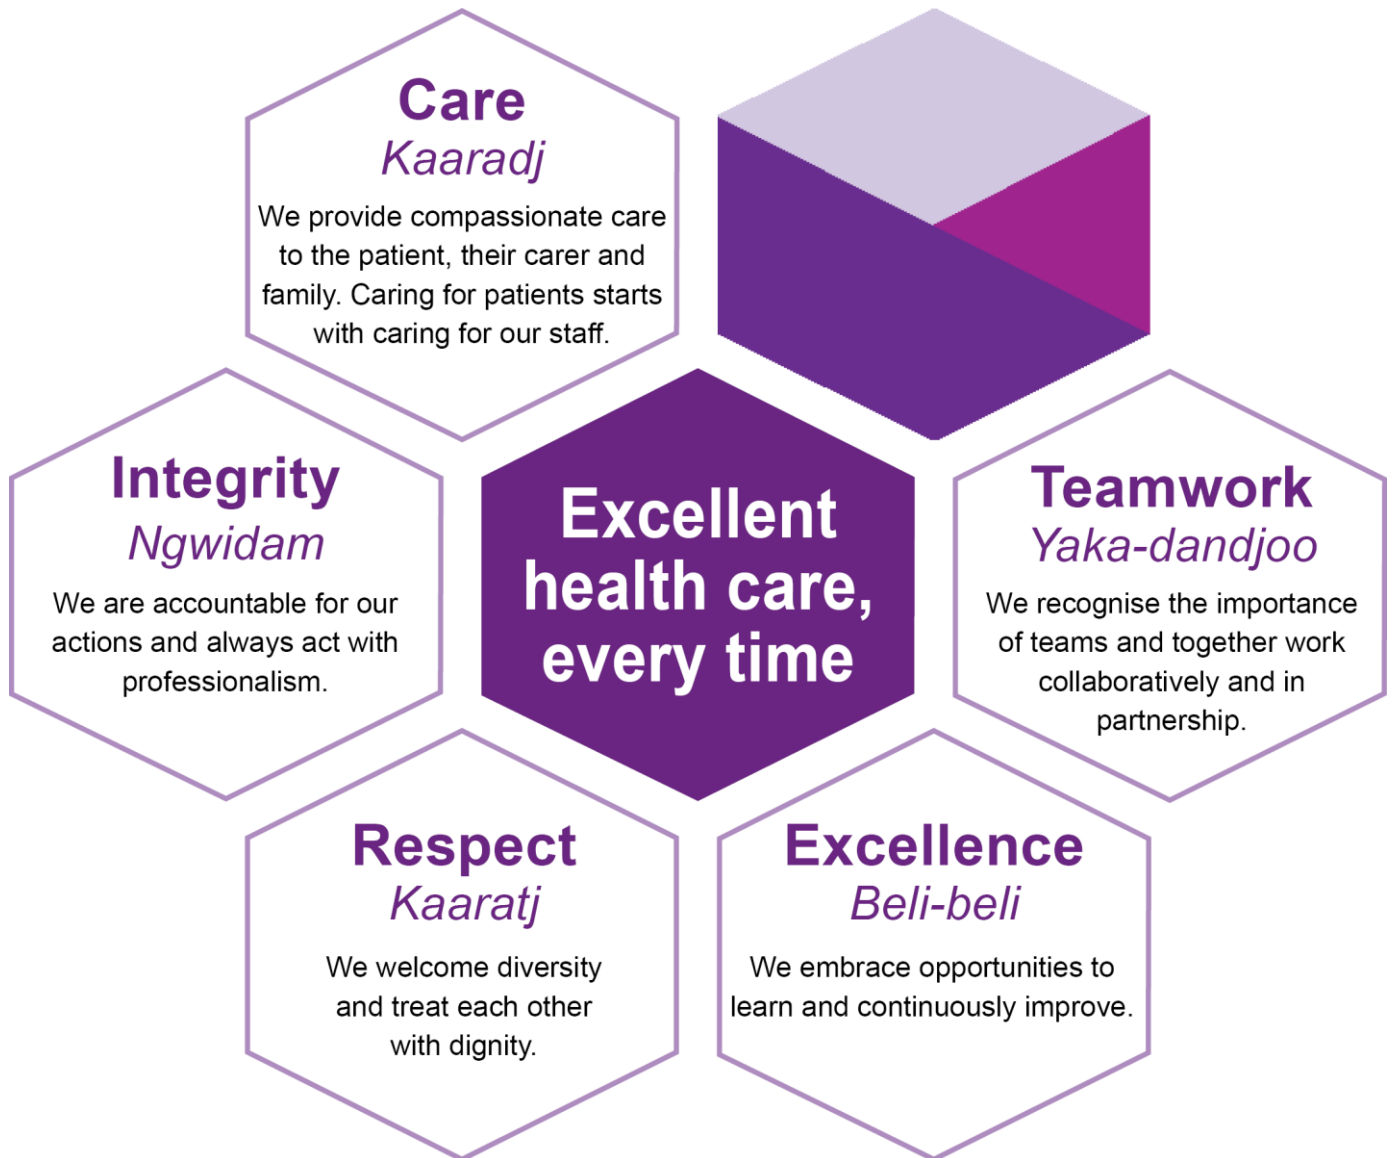 Care
Kaaradj
We provide compassionate care
to the patient, their carer and
family. Caring for patients starts
with caring for our staff.
Integrity
Ngwidam
We are accountable for our
actions and always act with
professionalism.
Excellent
health care,
every time
Teamwork
Yaka-dandjoo
We recognise the importance
of teams and together work
collaboratively and in
partnership.
Respect
Kaaratj
We welcome diversity
and treat each other
with dignity.
Excellence
Beli-beli
We embrace opportunities to
learn and continuously improve.